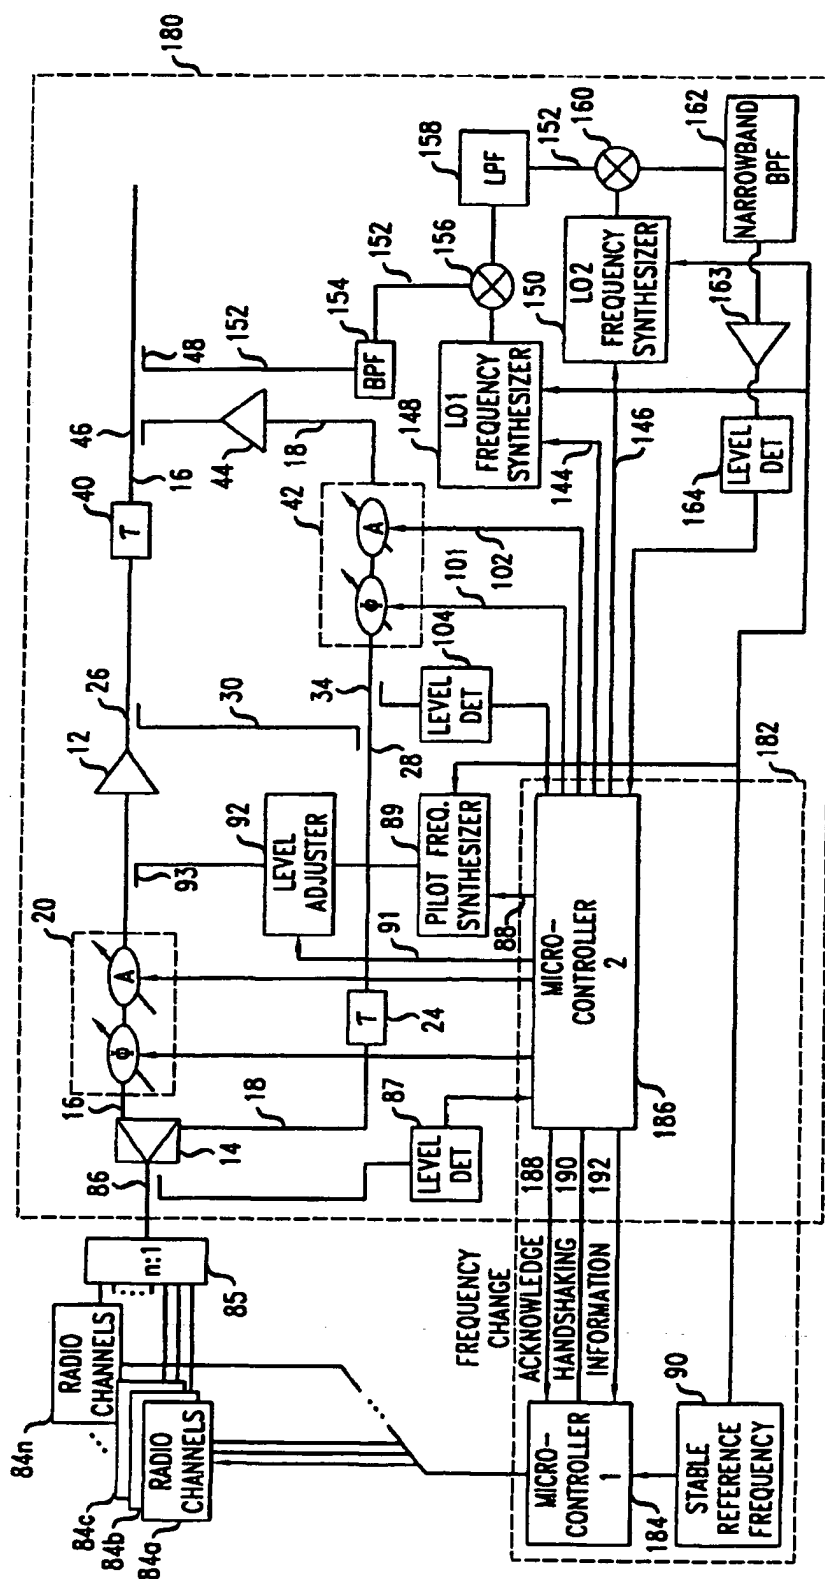 180
84n
84c
84b
84a
RADIO
CHANNELS
RADIO
CHANNELS
n:1
85
86
14
16
Φ
A
20
93
12
26
τ
40
16
46
48
152
18
τ
24
87
LEVEL
DET
LEVEL
ADJUSTER
92
91
PILOT FREQ.
SYNTHESIZER
89
88
30
28
34
LEVEL
DET
104
101
102
Φ
A
42
18
44
BPF
154
152
156
LPF
158
152
160
LO1
FREQUENCY
SYNTHESIZER
148
LO2
FREQUENCY
SYNTHESIZER
150
144
146
NARROWBAND
BPF
162
163
LEVEL
DET
164
182
MICRO-
CONTROLLER
2
186
188
190
192
FREQUENCY
CHANGE
ACKNOWLEDGE
HANDSHAKING
INFORMATION
MICRO-
CONTROLLER
1
184
STABLE
REFERENCE
FREQUENCY
90